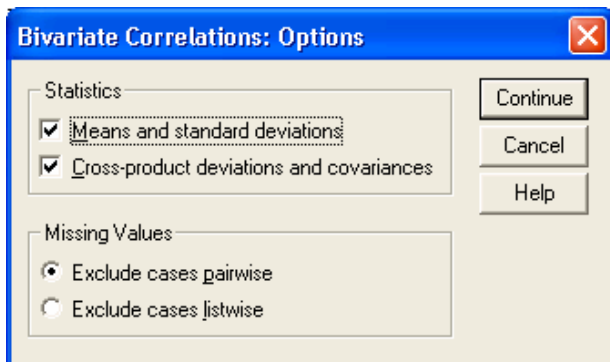 Bivariate Correlations: Options
Statistics
Means and standard deviations
Cross-product deviations and covariances
Continue
Cancel
Help
Missing Values
Exclude cases pairwise
Exclude cases listwise